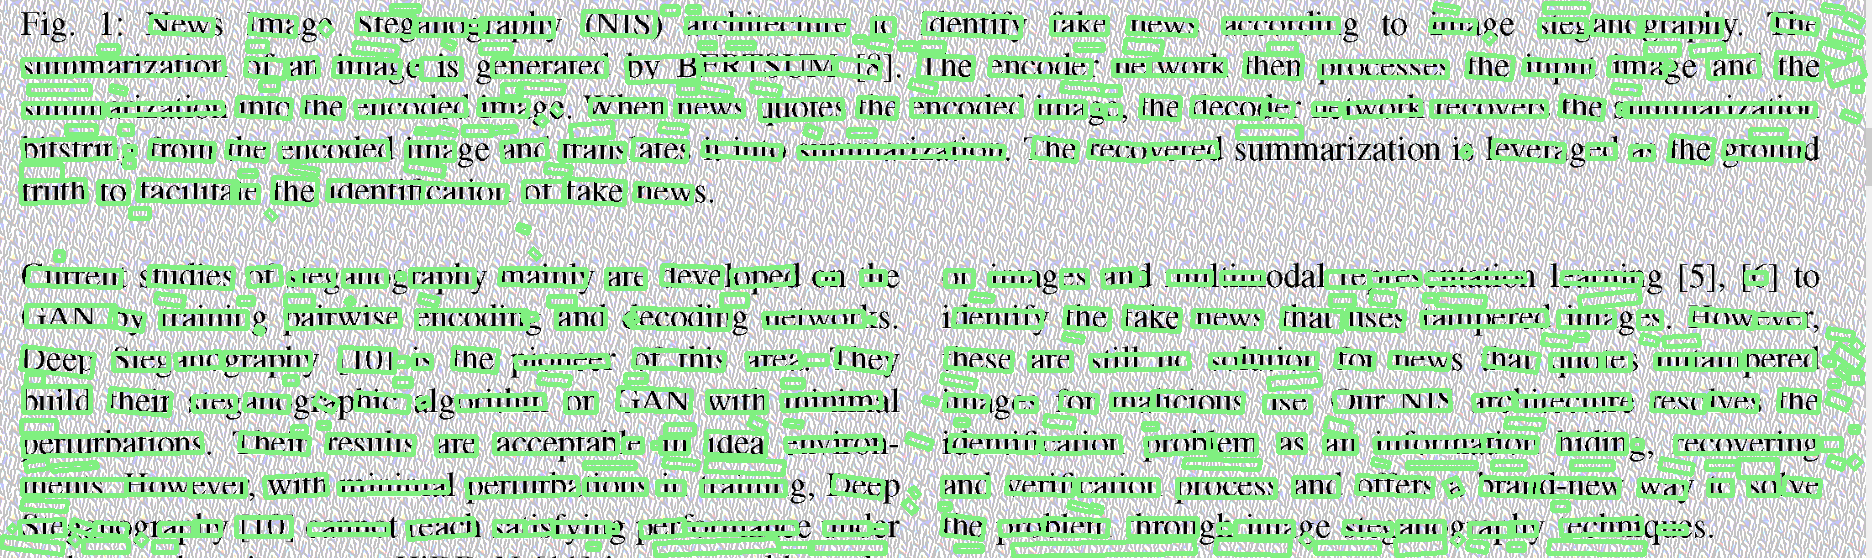 Fig. 1: News Image Steganography (NIS) architecture to identify fake news according to image steganography. The
summarization of an image is generated by BERTSUM [8]. The encoder network then processes the input image and the
summarization into the encoded image. When news quotes the encoded image, the decoder network recovers the summarization
bitstring from the encoded image and translates it into summarization. The recovered summarization is leveraged as the ground
truth to facilitate the identification of fake news.
Current studies of steganography mainly are developed on the
GAN by training pairwise encoding and decoding networks.
Deep Steganography [10] is the pioneer of this area. They
build their steganographic algorithm on GAN with minimal
perturbations. Their results are acceptable in idea environ-
ments. However, with minimal perturbations in training, Deep
Steganography [10] cannot reach satisfying performance under
on images and multimodal representation learning [5], [6] to
identify the fake news that uses tampered images. However,
these are still no solution for news that quotes untampered
images for malicious use. Our NIS architecture resolves the
identification problem as an information hiding, recovering
and verification process and offers a brand-new way to solve
the problem through image steganography techniques.